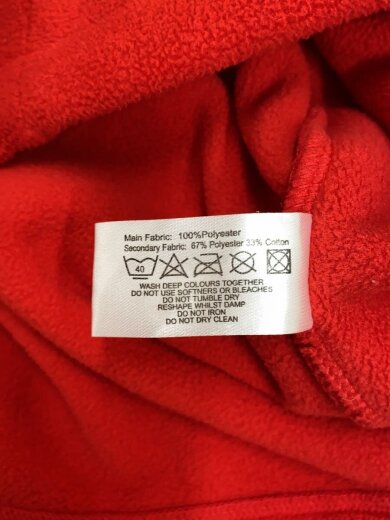 Main Fabric: 100%Polyester
Secondary Fabric: 67% Polyester 33% Cotton
40
WASH DEEP COLOURS TOGETHER
DO NOT USE SOFTNERS OR BLEACHES
DO NOT TUMBLE DRY
RESHAPE WHILST DAMP
DO NOT IRON
DO NOT DRY CLEAN